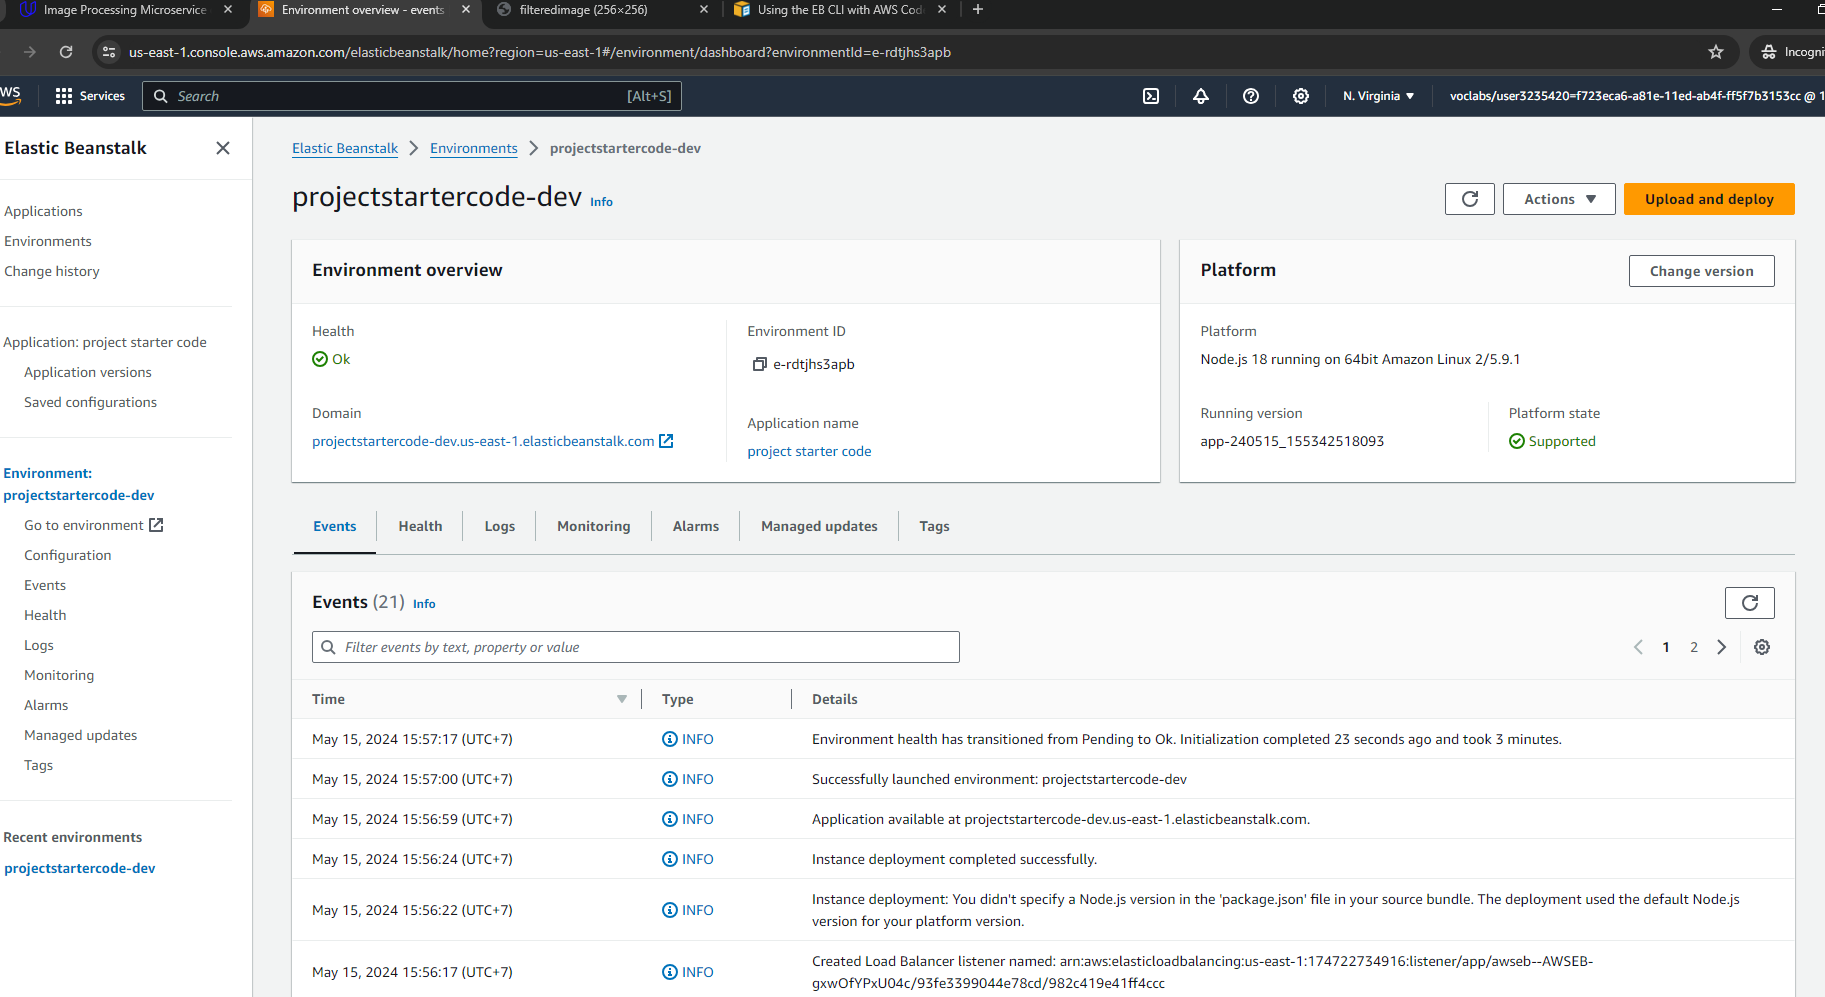 Image Processing Microservice
Environment overview - events
filteredimage (256×256)
Using the EB CLI with AWS Cod
us-east-1.console.aws.amazon.com/elasticbeanstalk/home?region=us-east-1#/environment/dashboard?environmentId=e-rdtjhs3apb
Incogni
Services
Search
[Alt+S]
N. Virginia
voclabs/user3235420=f723eca6-a81e-11ed-ab4f-ff5f7b3153cc @ 1
Elastic Beanstalk
Applications
Environments
Change history
Application: project starter code
Application versions
Saved configurations
Environment:
projectstartercode-dev
Go to environment
Configuration
Events
Health
Logs
Monitoring
Alarms
Managed updates
Tags
Recent environments
projectstartercode-dev
Elastic Beanstalk
Environments
projectstartercode-dev
projectstartercode-dev Info
Actions
Upload and deploy
Environment overview
Health
Ok
Domain
projectstartercode-dev.us-east-1.elasticbeanstalk.com
Environment ID
e-rdtjhs3apb
Application name
project starter code
Platform
Change version
Platform
Node.js 18 running on 64bit Amazon Linux 2/5.9.1
Running version
app-240515_155342518093
Platform state
Supported
Events
Health
Logs
Monitoring
Alarms
Managed updates
Tags
Events (21) Info
Filter events by text, property or value
1
2
Time
Type
Details
May 15, 2024 15:57:17 (UTC+7)
INFO
Environment health has transitioned from Pending to Ok. Initialization completed 23 seconds ago and took 3 minutes.
May 15, 2024 15:57:00 (UTC+7)
INFO
Successfully launched environment: projectstartercode-dev
May 15, 2024 15:56:59 (UTC+7)
INFO
Application available at projectstartercode-dev.us-east-1.elasticbeanstalk.com.
May 15, 2024 15:56:24 (UTC+7)
INFO
Instance deployment completed successfully.
May 15, 2024 15:56:22 (UTC+7)
INFO
Instance deployment: You didn't specify a Node.js version in the 'package.json' file in your source bundle. The deployment used the default Node.js
version for your platform version.
May 15, 2024 15:56:17 (UTC+7)
INFO
Created Load Balancer listener named: arn:aws:elasticloadbalancing:us-east-1:174722734916:listener/app/awseb--AWSEB-
gxwOfYPxU04c/93fe3399044e78cd/982c419e41ff4ccc